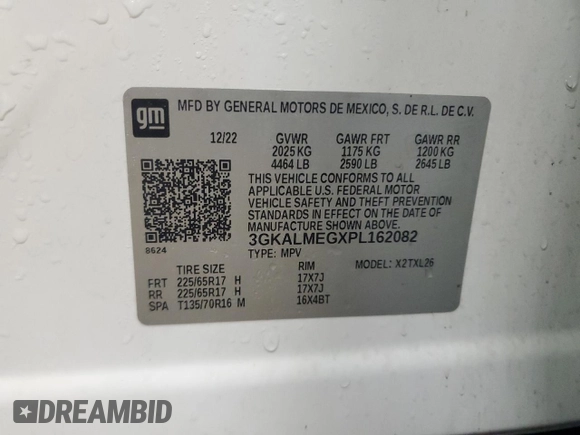 gm
MFD BY GENERAL MOTORS DE MEXICO, S. DE R.L. DE C.V.
12/22 GVWR GAWR FRT GAWR RR
2025 KG 1175 KG 1200 KG
4464 LB 2590 LB 2645 LB
THIS VEHICLE CONFORMS TO ALL
APPLICABLE U.S. FEDERAL MOTOR
VEHICLE SAFETY, BUMPER, AND THEFT
PREVENTION STANDARDS IN
EFFECT ON THE DATE OF
MANUFACTURE SHOWN ABOVE.
3GKALMEGXPL162082
8624
TYPE: MPV MODEL: X2TXL26
TIRE SIZE RIM
FRT 225/65R17 H 17X7J
RR 225/65R17 H 17X7J
SPA T135/70R16 M 16X4BT
DREAMBID